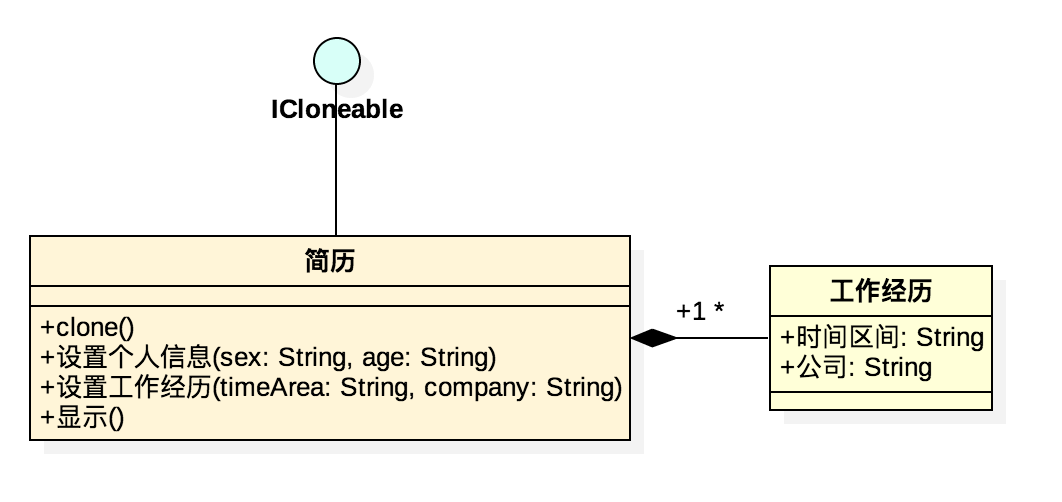 ICloneable
简历
+clone()
+设置个人信息(sex: String, age: String)
+设置工作经历(timeArea: String, company: String)
+显示()
+1 *
工作经历
+时间区间: String
+公司: String